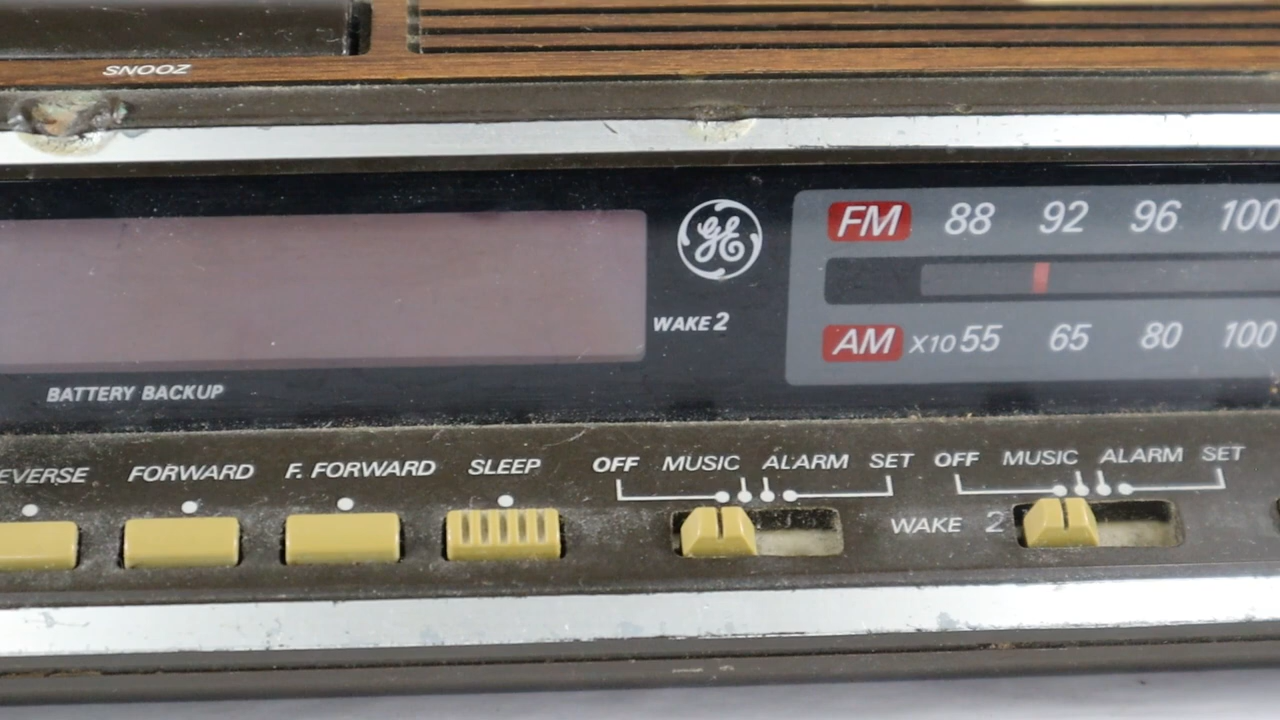 SNOOZ
GE
WAKE 2
FM 88 92 96 100
AM X10 55 65 80 100
BATTERY BACKUP
EVERSE FORWARD F. FORWARD SLEEP
OFF MUSIC ALARM SET
OFF MUSIC ALARM SET
WAKE 2